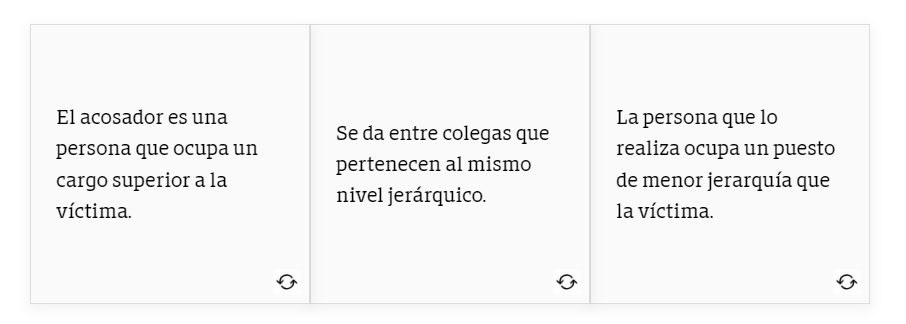 El acosador es una
persona que ocupa un
cargo superior a la
víctima.
Se da entre colegas que
pertenecen al mismo
nivel jerárquico.
La persona que lo
realiza ocupa un puesto
de menor jerarquía que
la víctima.